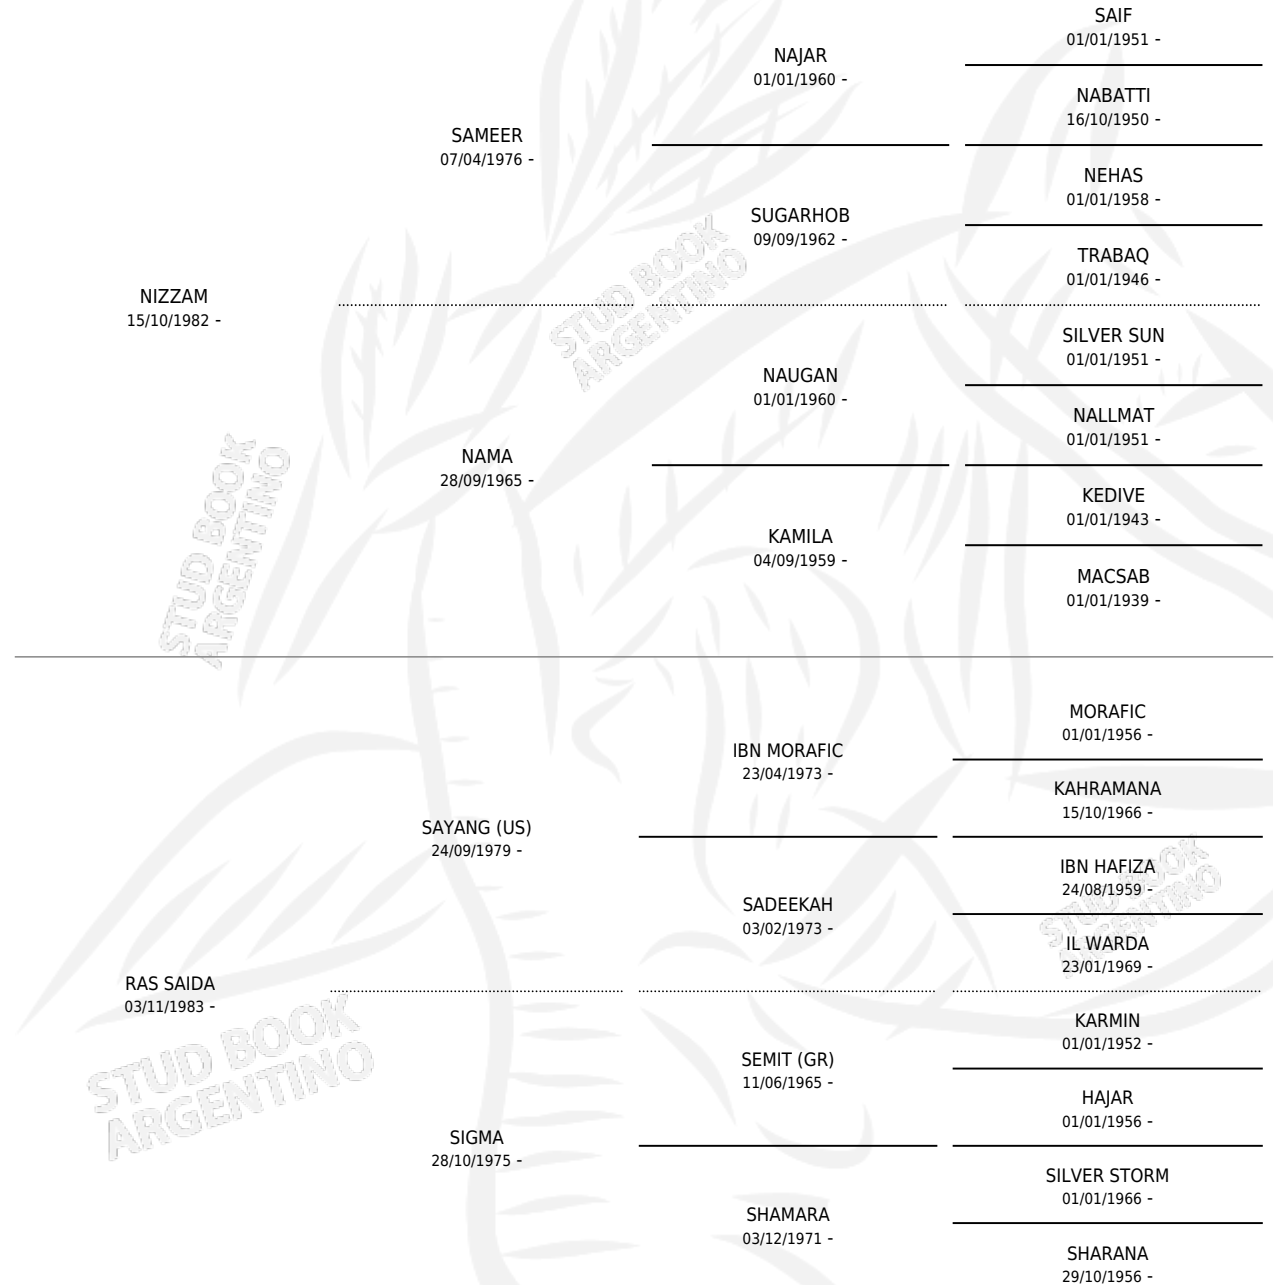 SAIF
01/01/1951 -
NAJAR
01/01/1960 -
NABATTI
16/10/1950 -
SAMEER
07/04/1976 -
NEHAS
01/01/1958 -
SUGARHOB
09/09/1962 -
TRABAQ
01/01/1946 -
NIZZAM
15/10/1982 -
SILVER SUN
01/01/1951 -
NAUGAN
01/01/1960 -
NALLMAT
01/01/1951 -
NAMA
28/09/1965 -
KEDIVE
01/01/1943 -
KAMILA
04/09/1959 -
MACSAB
01/01/1939 -
STUD BOOK
ARGENTINO
STUD BOOK
ARGENTINO
MORAFIC
01/01/1956 -
IBN MORAFIC
23/04/1973 -
KAHRAMANA
15/10/1966 -
SAYANG (US)
24/09/1979 -
IBN HAFIZA
24/08/1959 -
SADEEKAH
03/02/1973 -
IL WARDA
23/01/1969 -
RAS SAIDA
03/11/1983 -
KARMIN
01/01/1952 -
SEMIT (GR)
11/06/1965 -
HAJAR
01/01/1956 -
SIGMA
28/10/1975 -
SILVER STORM
01/01/1966 -
SHAMARA
03/12/1971 -
SHARANA
29/10/1956 -
STUD BOOK
ARGENTINO
STUD BOOK
ARGENTINO